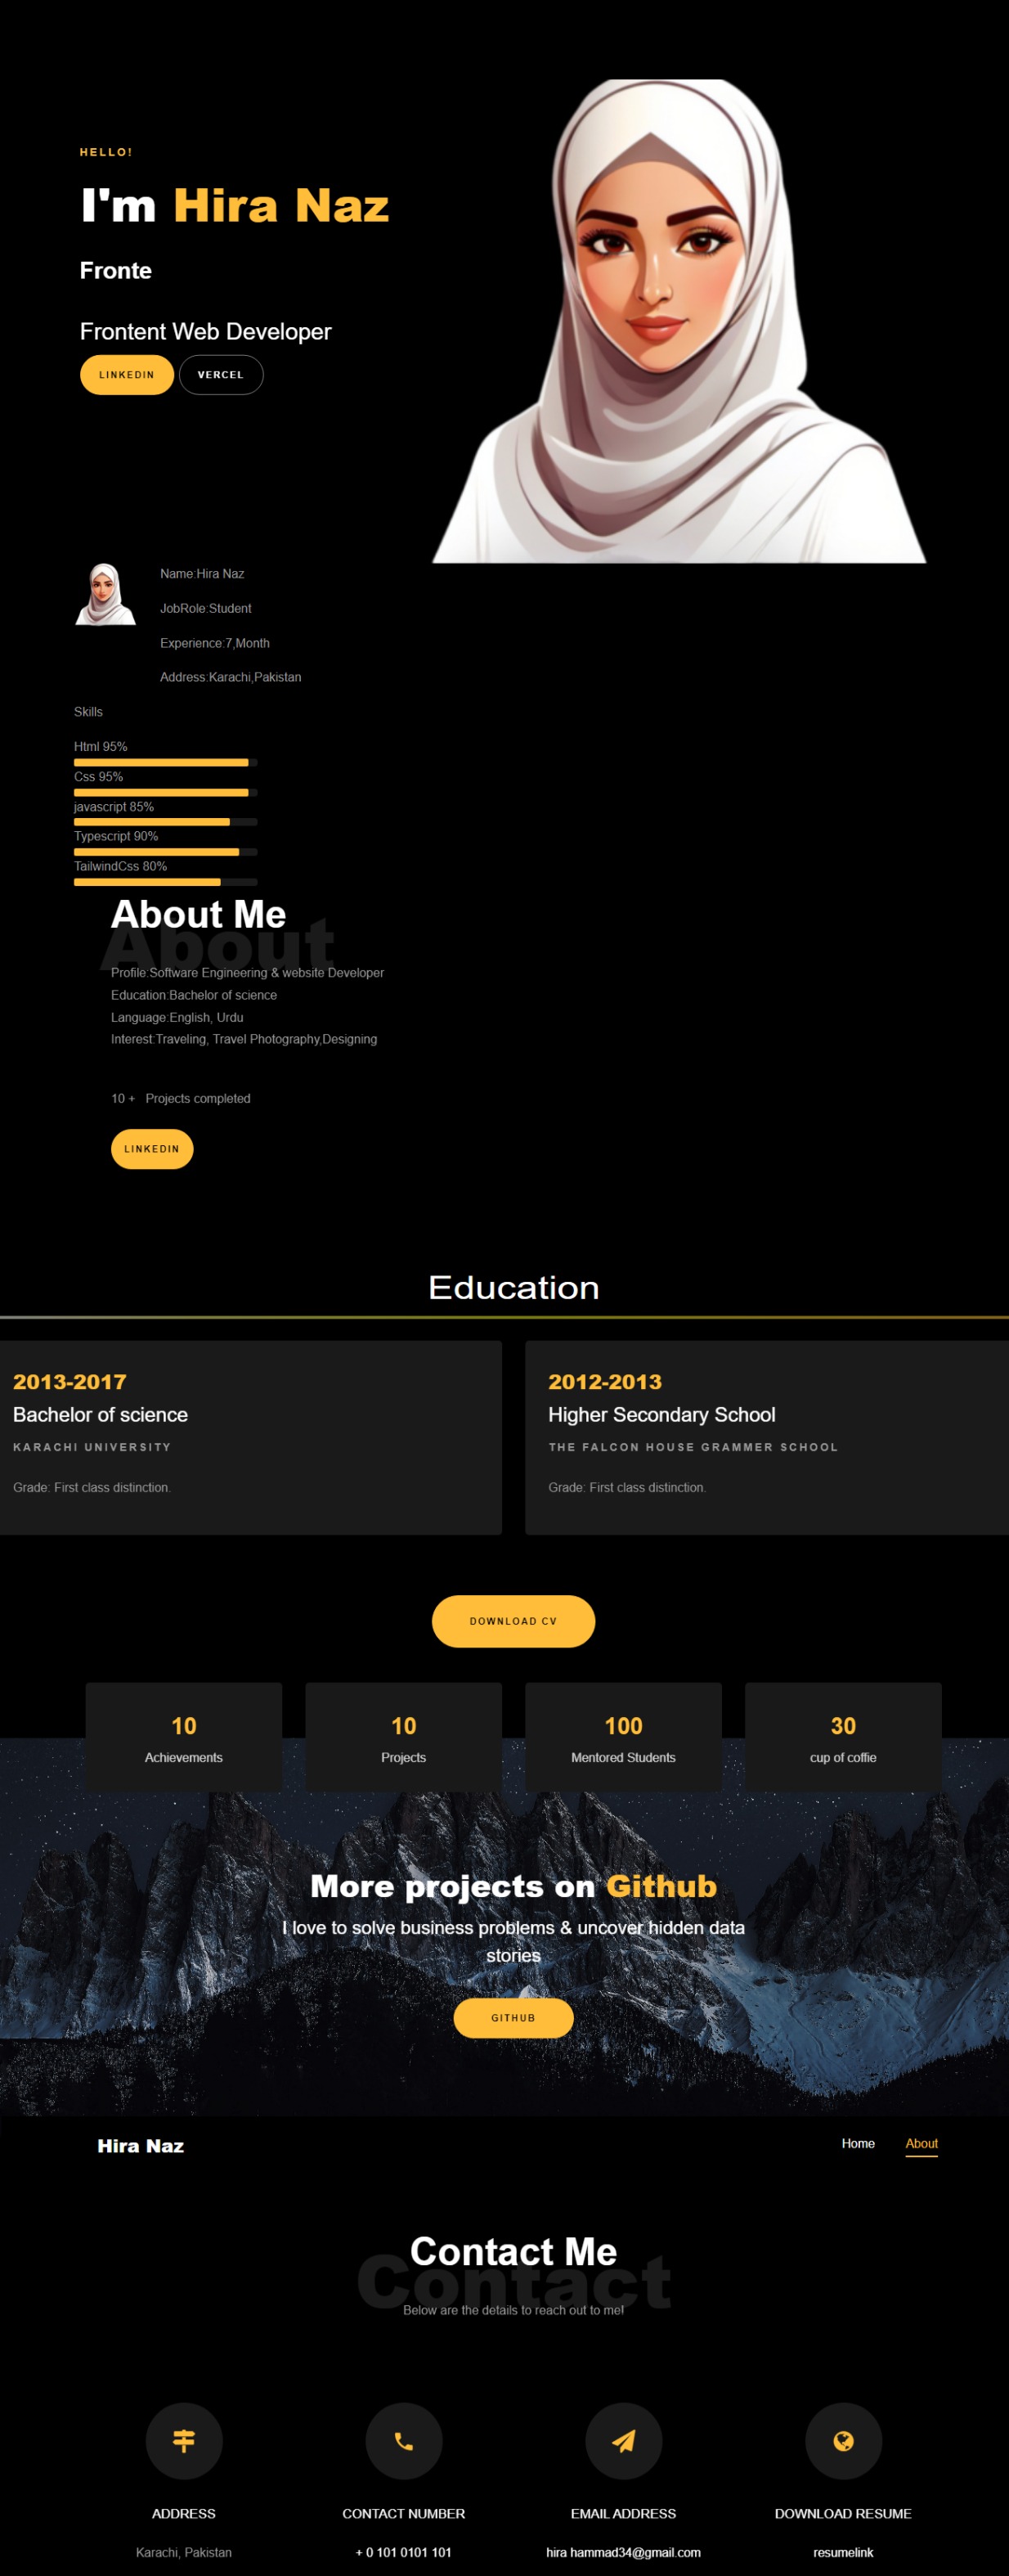 HELLO!
I'm Hira Naz
Fronte
Frontent Web Developer
LINKEDIN VERCEL
Name:Hira Naz
JobRole:Student
Experience:7,Month
Address:Karachi,Pakistan
Skills
Html 95%
Css 95%
javascript 85%
Typescript 90%
TailwindCss 80%
About Me
About
Profile:Software Engineering & website Developer
Education:Bachelor of science
Language:English, Urdu
Interest:Traveling, Travel Photography,Designing
10 + Projects completed
LINKEDIN
Education
2013-2017
Bachelor of science
KARACHI UNIVERSITY
Grade: First class distinction.
2012-2013
Higher Secondary School
THE FALCON HOUSE GRAMMER SCHOOL
Grade: First class distinction.
DOWNLOAD CV
10
Achievements
10
Projects
100
Mentored Students
30
cup of coffie
More projects on Github
I love to solve business problems & uncover hidden data
stories
GITHUB
Hira Naz
Home About
Contact Me
Contact
Below are the details to reach out to me!
ADDRESS
Karachi, Pakistan
CONTACT NUMBER
+ 0 101 0101 101
EMAIL ADDRESS
hira hammad34@gmail.com
DOWNLOAD RESUME
resumelink